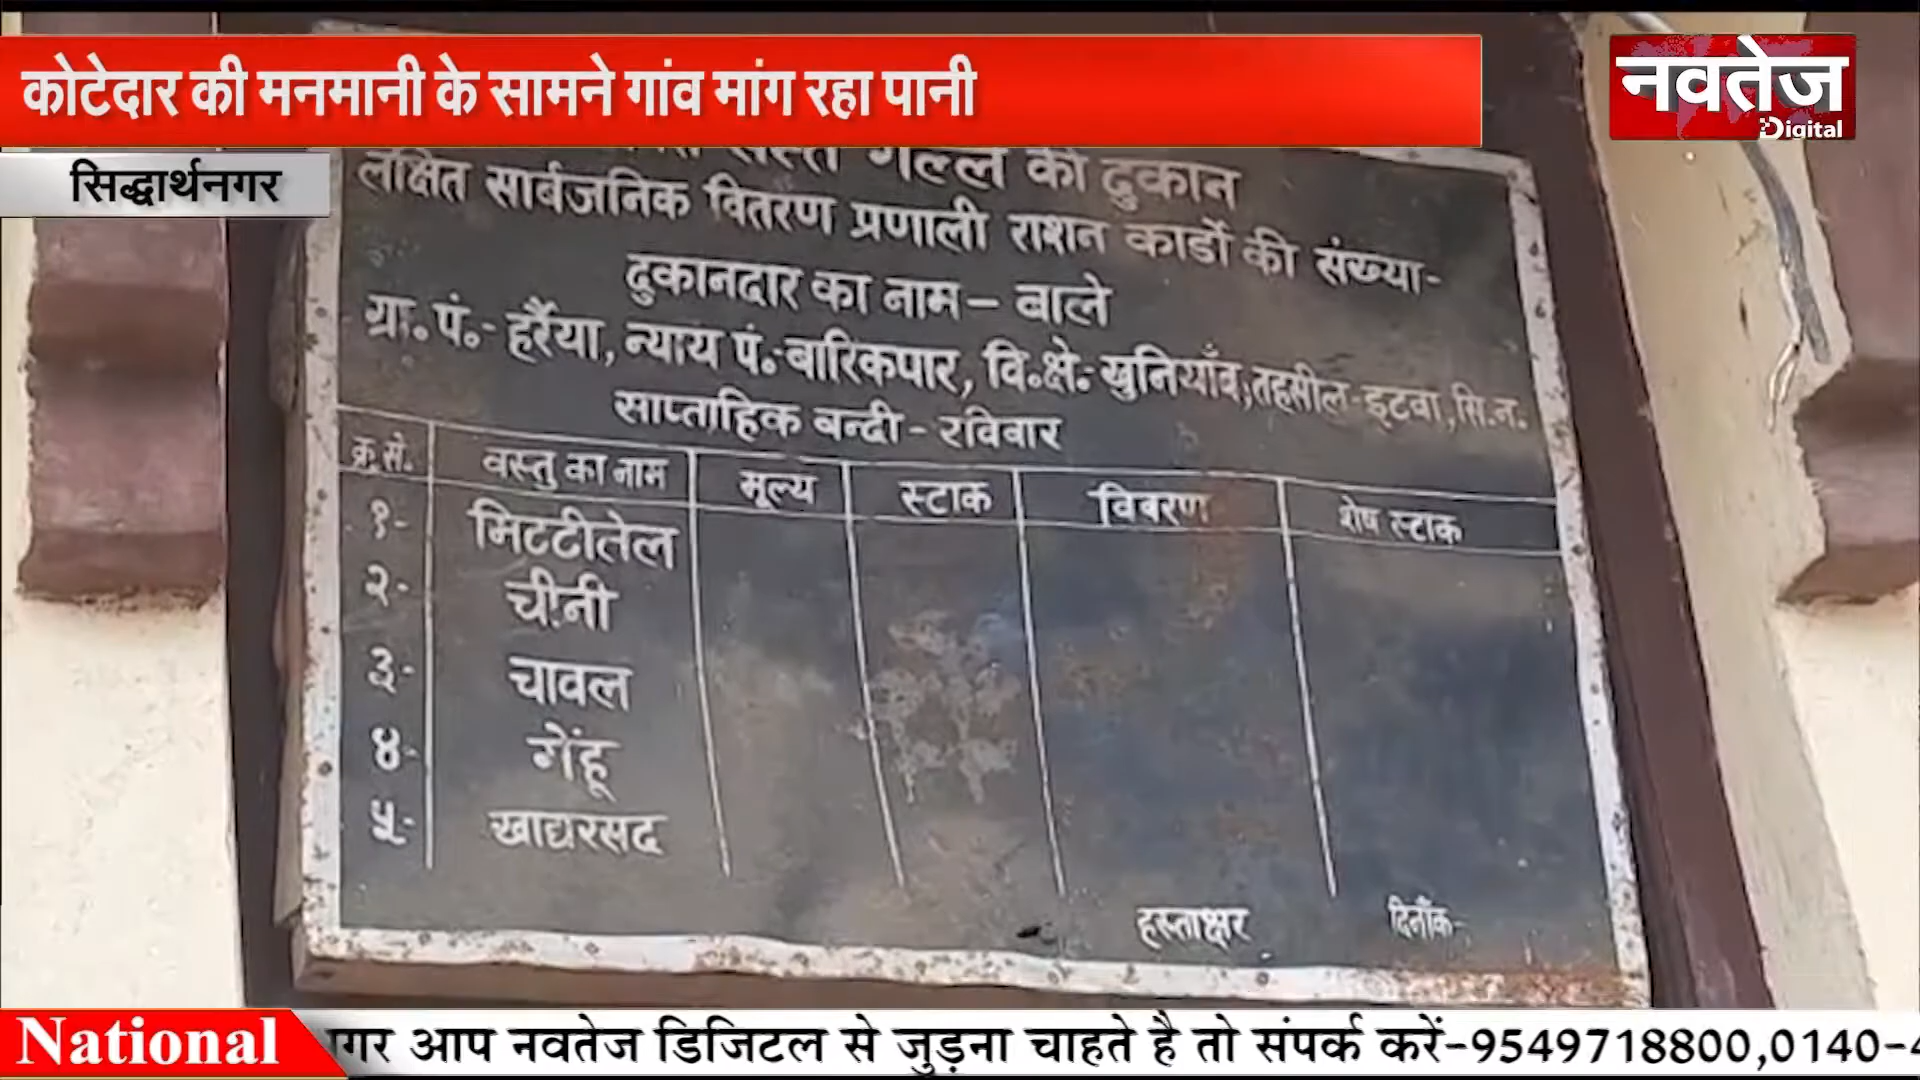 कोटेदार की मनमानी के सामने गांव मांग रहा पानी
नवतेज
Digital
सिद्धार्थनगर
सस्ते गल्ले की दुकान
लक्षित सार्वजनिक वितरण प्रणाली राशन कार्डो की संख्या-
दुकानदार का नाम - बाले
ग्रा.पं.- हर्रैया, न्याय पं.-बारिकपार, वि.क्षे.-खुनियाँव, तहसील-इटवा, सि.न.
साप्ताहिक बन्दी - रविवार
क्र.से. वस्तु का नाम मूल्य स्टाक विवरण शेष स्टाक
१- मिटटीतेल
२- चीनी
३- चावल
४- गेंहू
५- खाद्यरसद
हस्ताक्षर दिनाँक-
National गर आप नवतेज डिजिटल से जुड़ना चाहते है तो संपर्क करें-9549718800,0140-